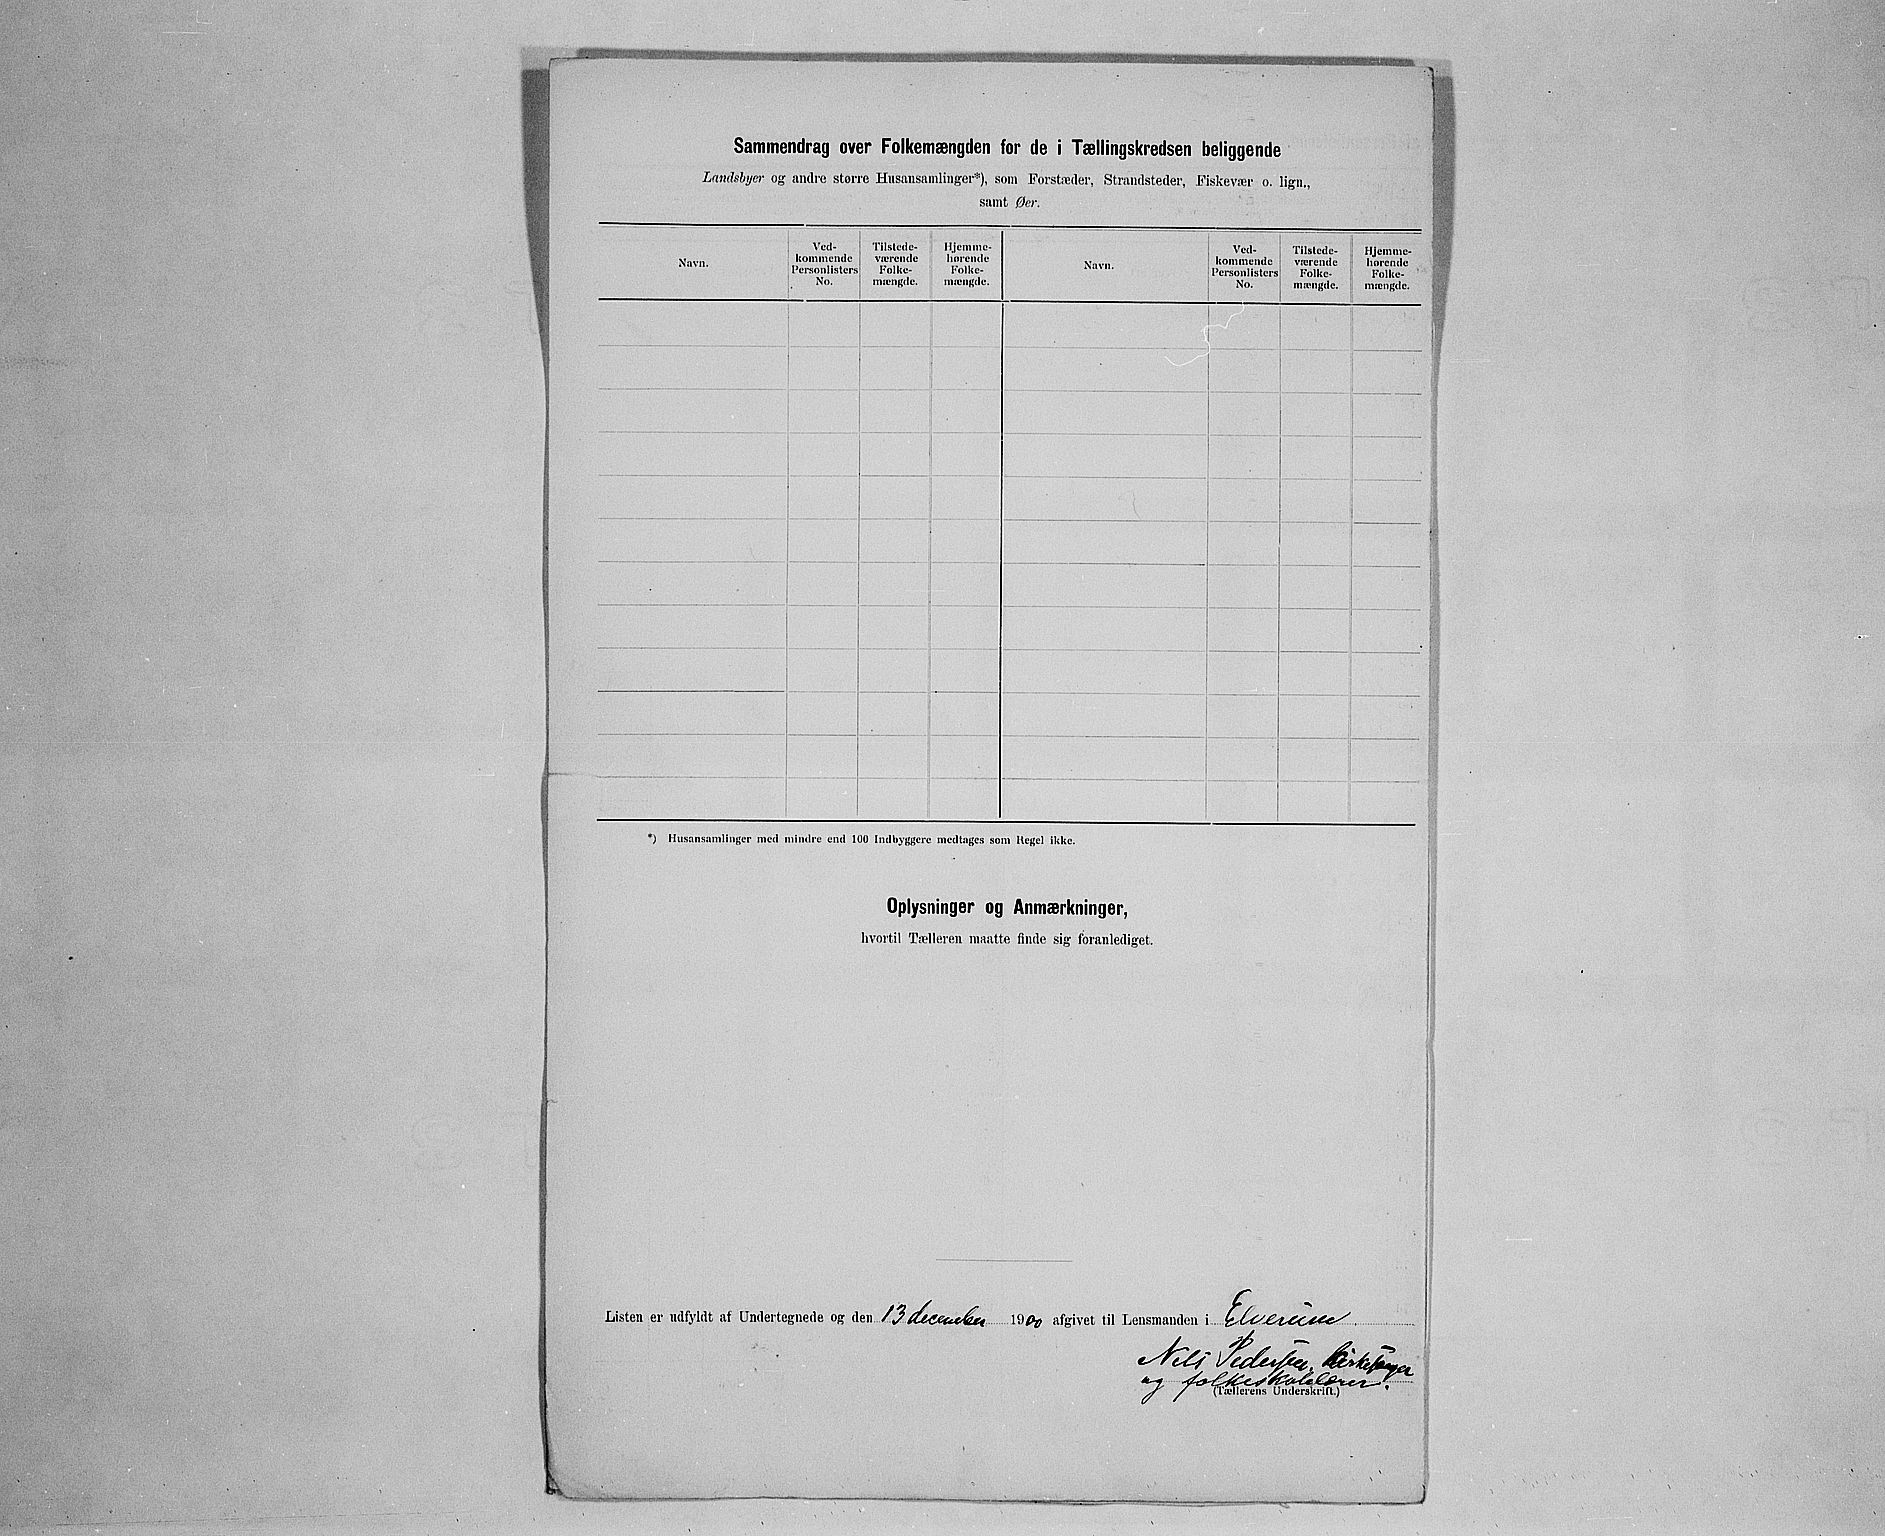 Sammendrag over Folkemængden for de i Tællingskredsen beliggende
Landsbyer og andre større Husansamlinger*), som Forstæder, Strandsteder, Fiskevær o. lign.,
samt Øer.
Navn.
Ved-
kommende
Personlisters
No.
Tilstede-
værende
Folke-
mængde.
Hjemme-
hørende
Folke-
mængde.
Navn.
Ved-
kommende
Personlisters
No.
Tilstede-
værende
Folke-
mængde.
Hjemme-
hørende
Folke-
mængde.
*) Husansamlinger med mindre end 100 Indbyggere medtages som Regel ikke.
Oplysninger og Anmærkninger,
hvortil Tælleren maatte finde sig foranlediget.
Listen er udfyldt af Undertegnede og den 13 december 1900 afgivet til Lensmanden i Elverum
Nels Pedersen, kirkesanger
og folkeskolelærer.
(Tællerens Underskrift.)